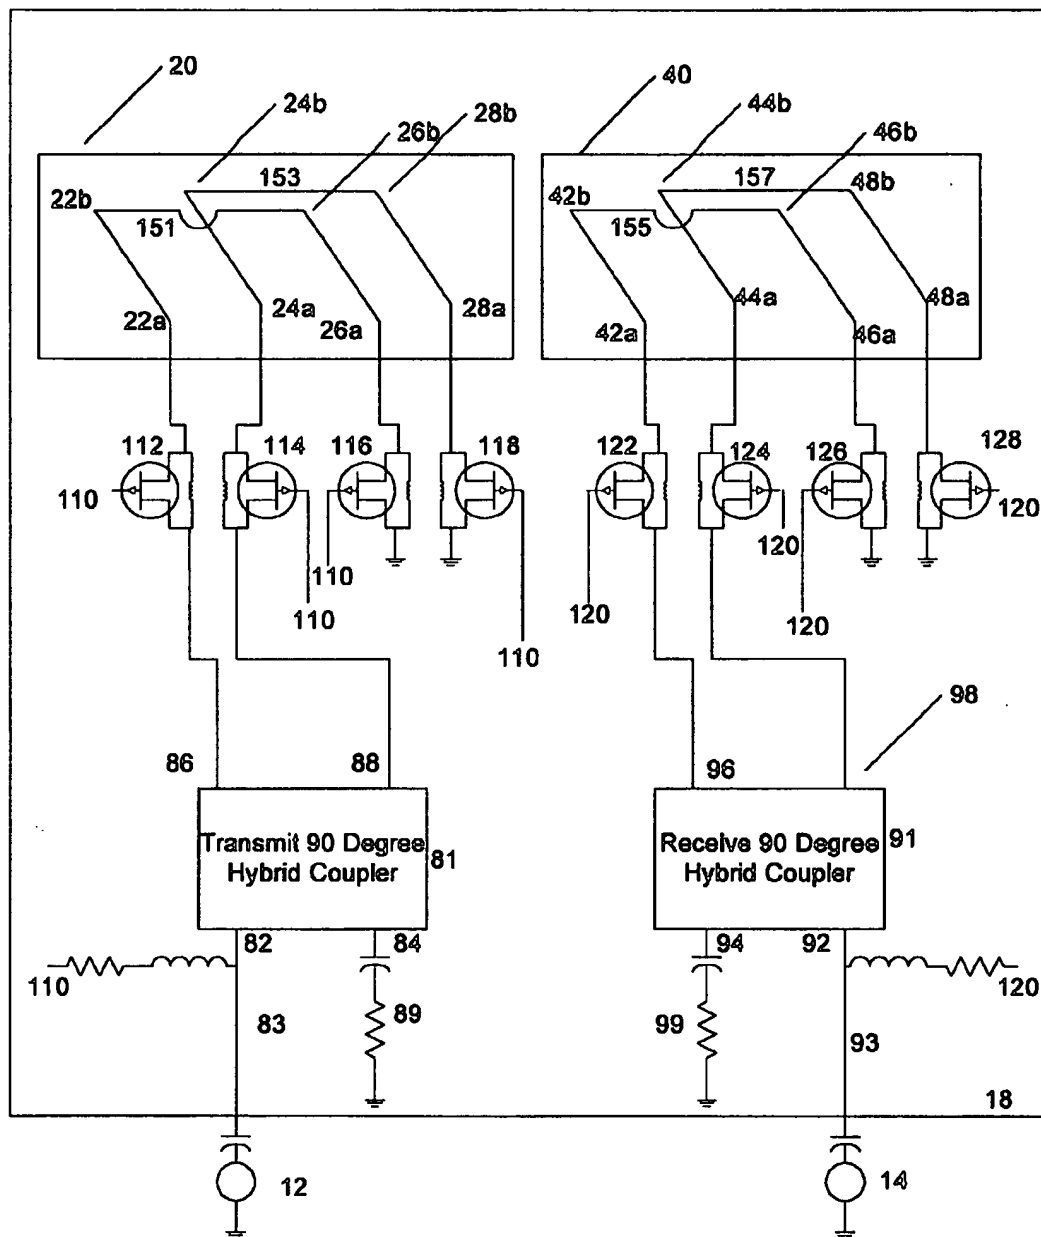 20
40
24b
44b
26b
28b
46b
153
157
22b
42b
48b
151
155
22a
24a
26a
28a
42a
44a
46a
48a
112
114
116
118
122
124
126
128
110
120
110
120
110
120
120
110
98
86
88
96
Transmit 90 Degree
Hybrid Coupler
81
Receive 90 Degree
Hybrid Coupler
91
82
84
94
92
110
120
83
89
99
93
18
12
14